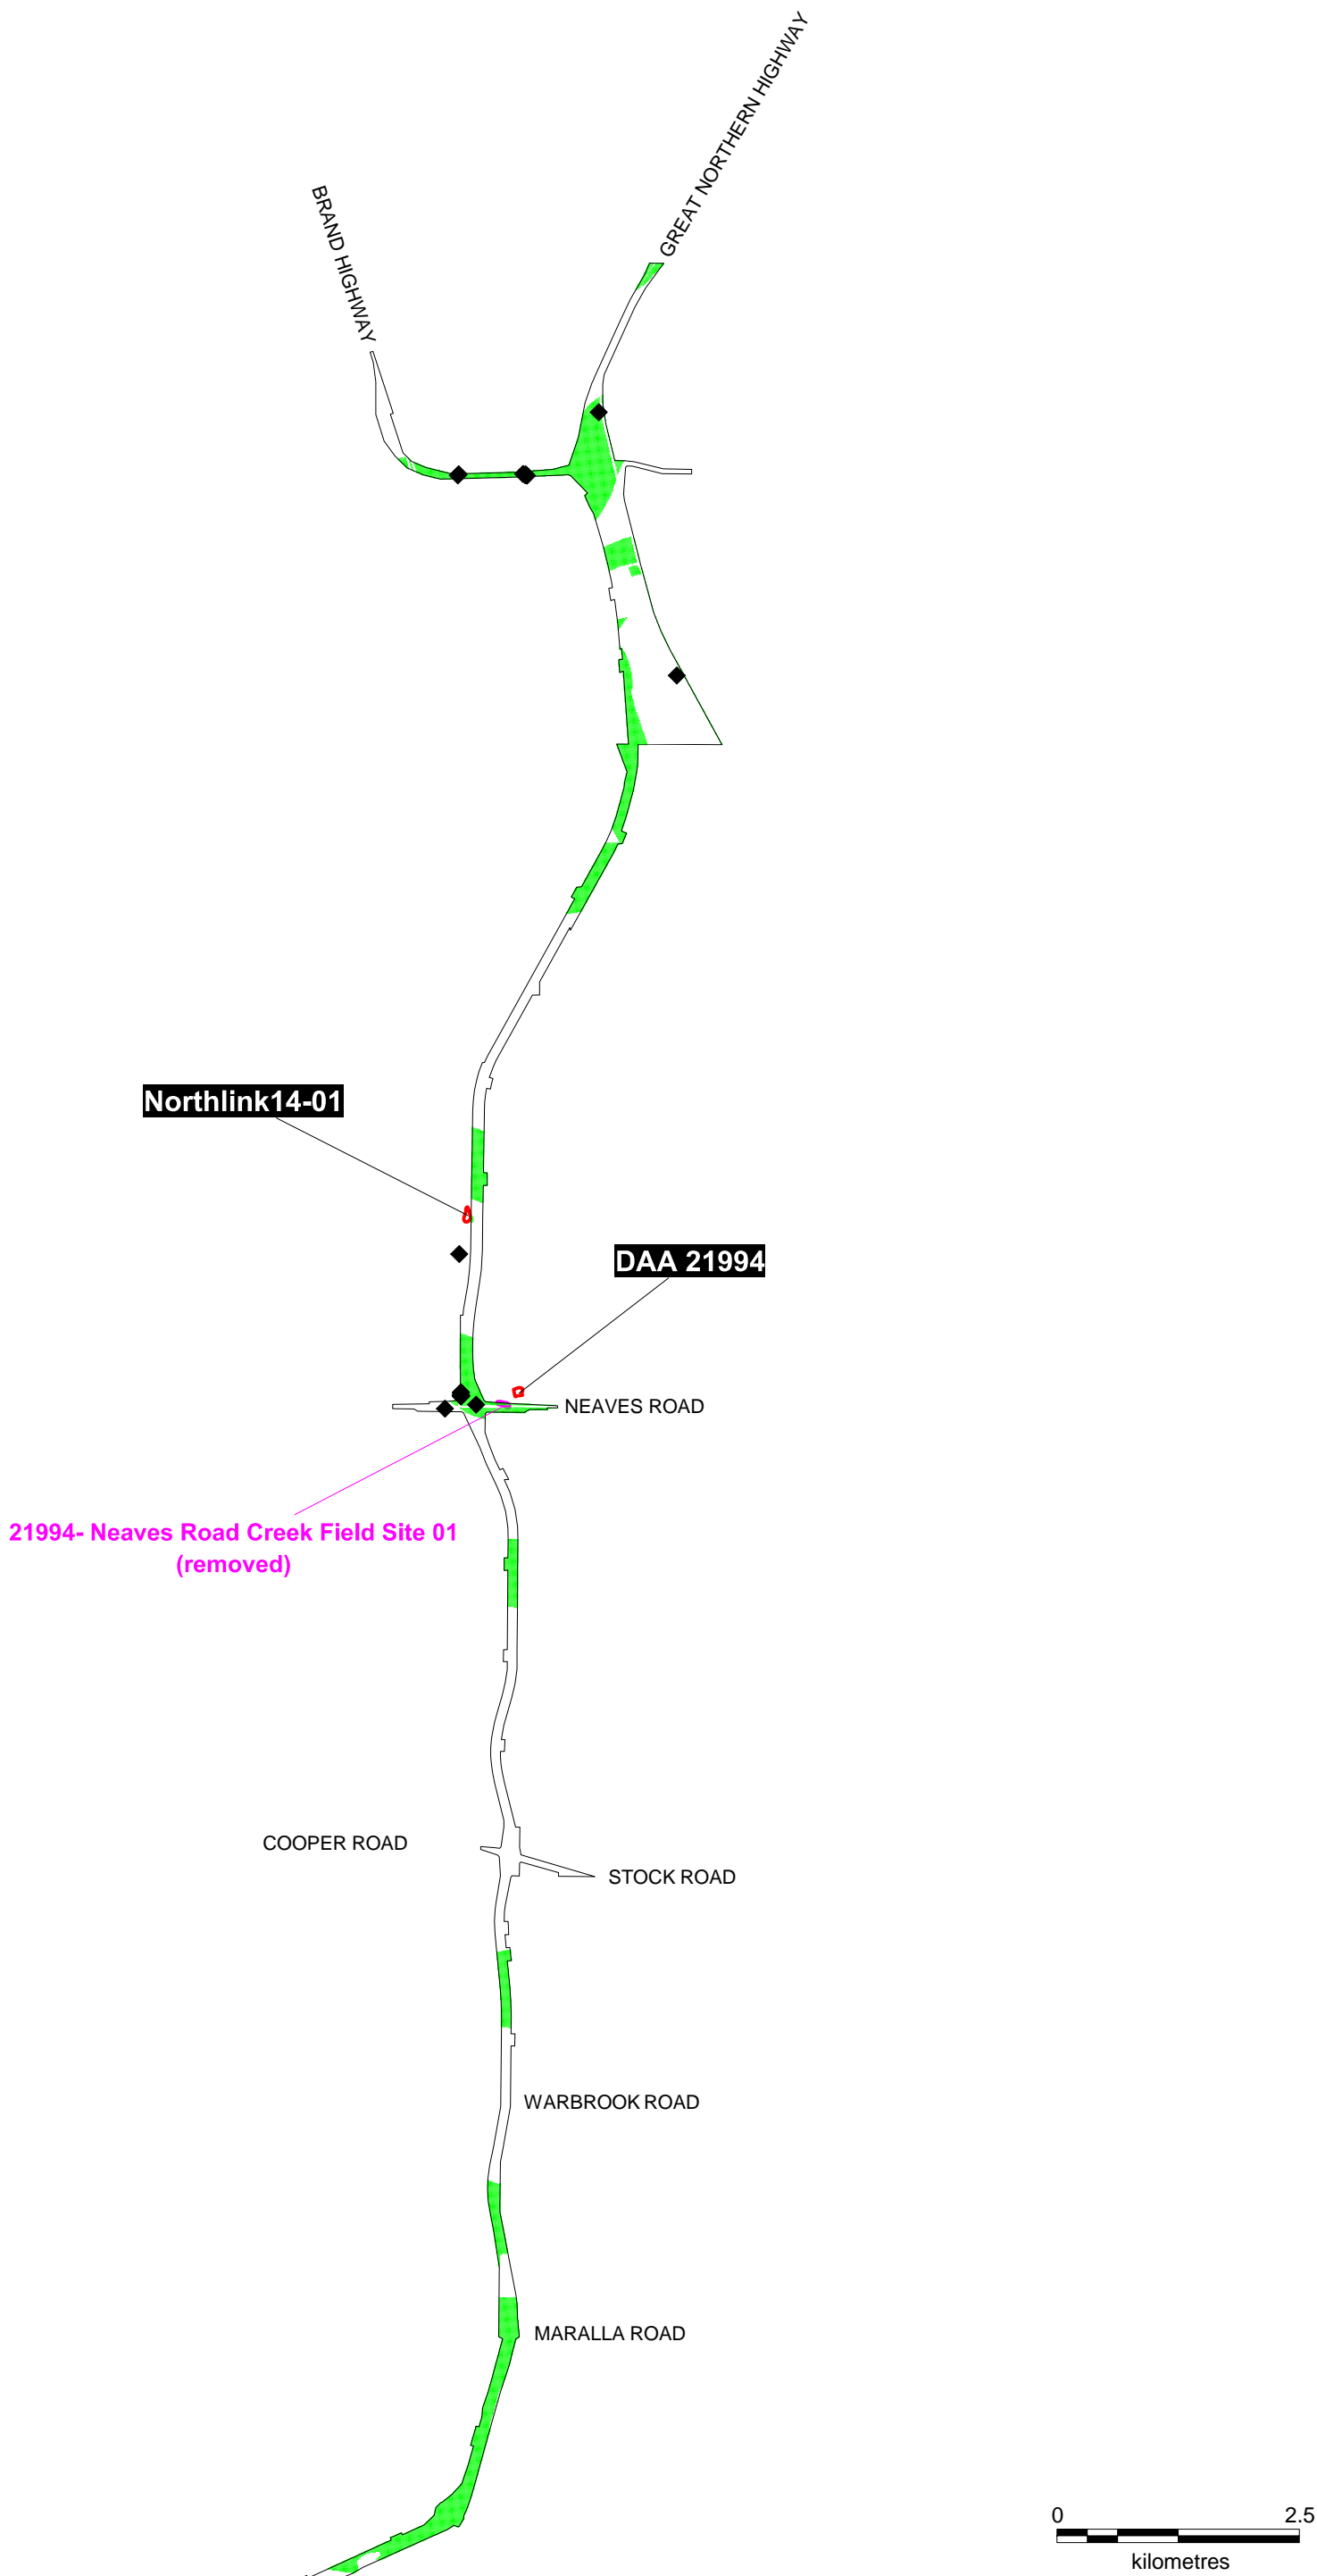 GREAT NORTHERN HIGHWAY
BRAND HIGHWAY
Northlink14-01
DAA 21994
NEAVES ROAD
21994- Neaves Road Creek Field Site 01
(removed)
COOPER ROAD
STOCK ROAD
WARBROOK ROAD
MARALLA ROAD
0 2.5
kilometres